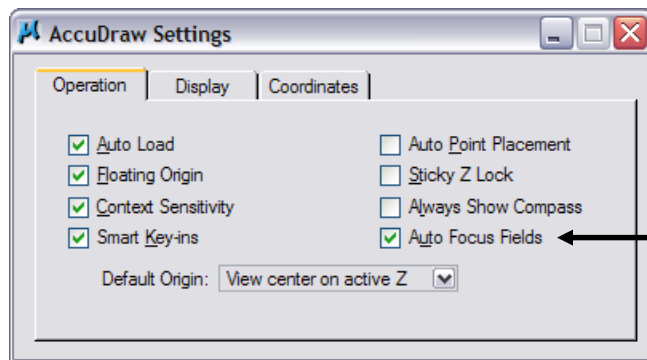 AccuDraw Settings
Operation Display Coordinates
Auto Load Auto Point Placement
Floating Origin Sticky Z Lock
Context Sensitivity Always Show Compass
Smart Key-ins Auto Focus Fields
Default Origin: View center on active Z